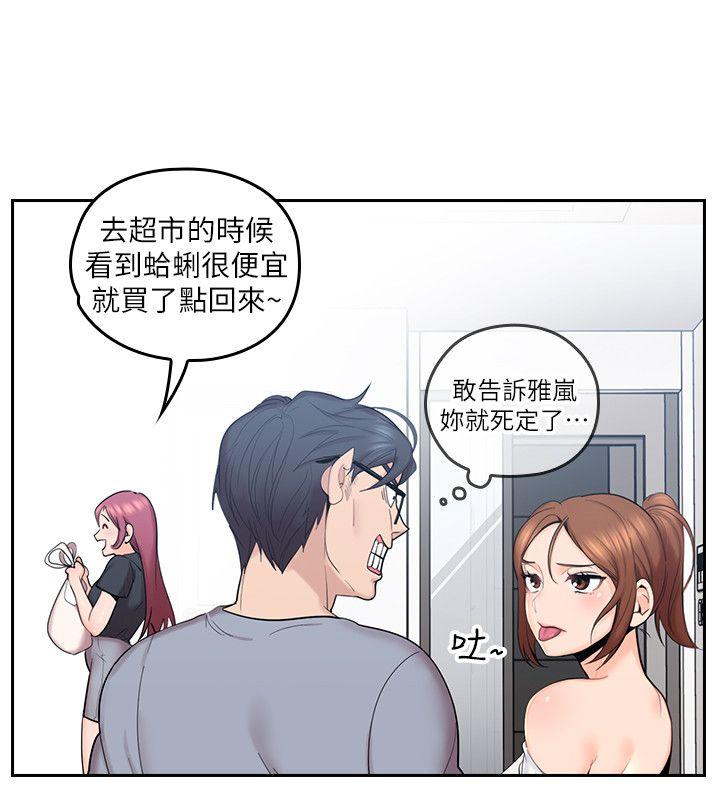 去超市的時候
看到蛤蜊很便宜
就買了點回來~
敢告訴雅嵐
妳就死定了…
吐~